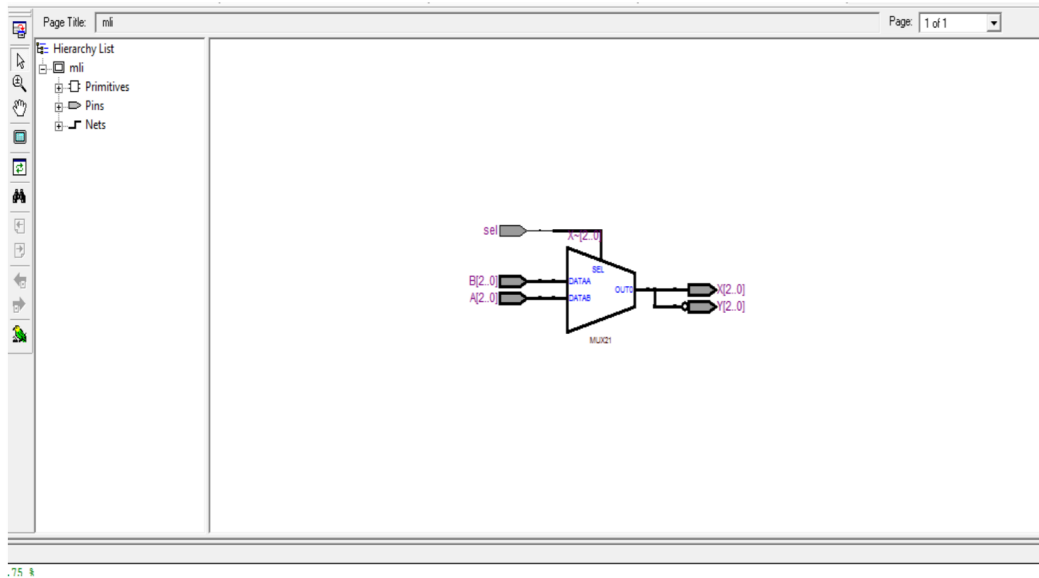 Page Title: mli
Page: 1 of 1
Hierarchy List
mli
Primitives
Pins
Nets
sel
X~[2..0]
SEL
B[2..0]
DATAA
OUT0
X[2..0]
A[2..0]
DATAB
Y[2..0]
MUX21
.75 %